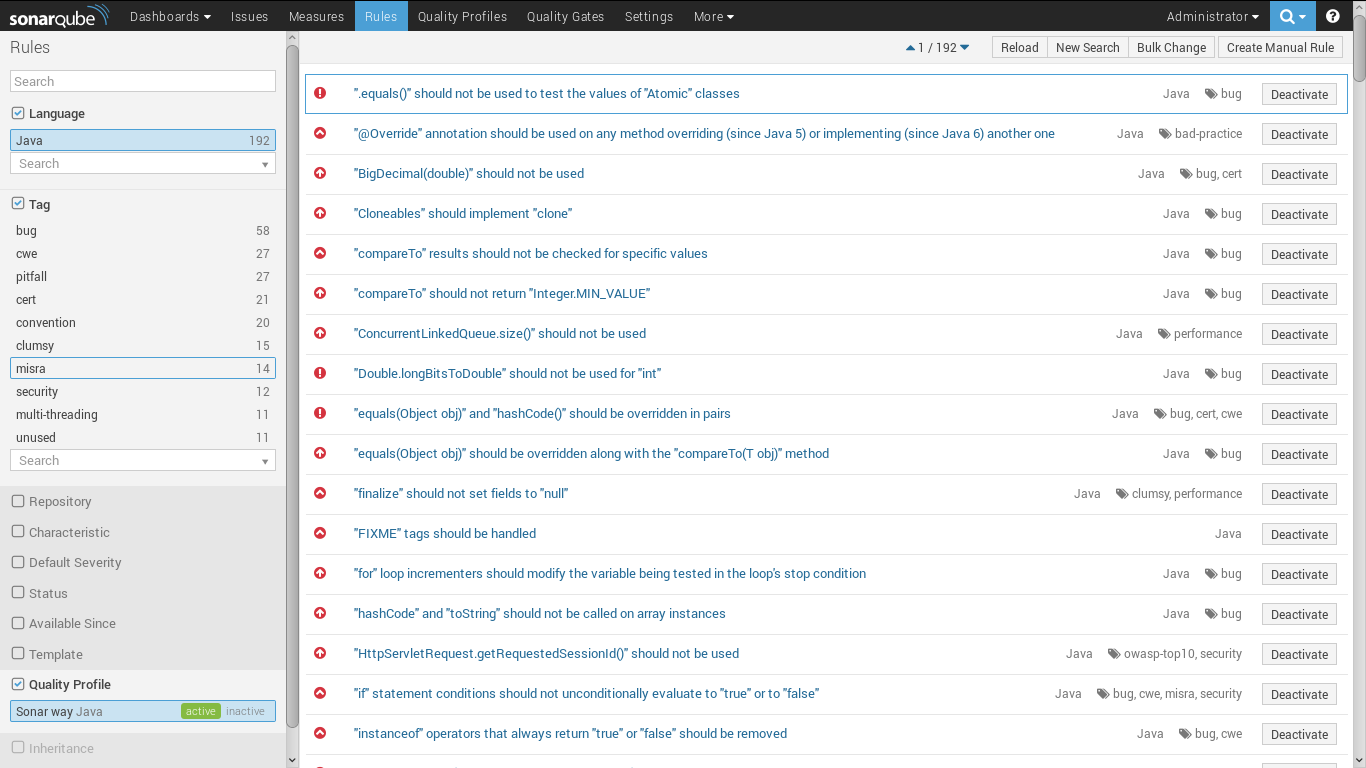 sonarqube Dashboards Issues Measures Rules Quality Profiles Quality Gates Settings More Administrator
Rules
1 / 192 Reload New Search Bulk Change Create Manual Rule
Search
Language
Java 192
Search
Tag
bug 58
cwe 27
pitfall 27
cert 21
convention 20
clumsy 15
misra 14
security 12
multi-threading 11
unused 11
Search
Repository
Characteristic
Default Severity
Status
Available Since
Template
Quality Profile
Sonar way Java active inactive
Inheritance
".equals()" should not be used to test the values of "Atomic" classes Java bug Deactivate
"@Override" annotation should be used on any method overriding (since Java 5) or implementing (since Java 6) another one Java bad-practice Deactivate
"BigDecimal(double)" should not be used Java bug, cert Deactivate
"Cloneables" should implement "clone" Java bug Deactivate
"compareTo" results should not be checked for specific values Java bug Deactivate
"compareTo" should not return "Integer.MIN_VALUE" Java bug Deactivate
"ConcurrentLinkedQueue.size()" should not be used Java performance Deactivate
"Double.longBitsToDouble" should not be used for "int" Java bug Deactivate
"equals(Object obj)" and "hashCode()" should be overridden in pairs Java bug, cert, cwe Deactivate
"equals(Object obj)" should be overridden along with the "compareTo(T obj)" method Java bug Deactivate
"finalize" should not set fields to "null" Java clumsy, performance Deactivate
"FIXME" tags should be handled Java Deactivate
"for" loop incrementers should modify the variable being tested in the loop's stop condition Java bug Deactivate
"hashCode" and "toString" should not be called on array instances Java bug Deactivate
"HttpServletRequest.getRequestedSessionId()" should not be used Java owasp-top10, security Deactivate
"if" statement conditions should not unconditionally evaluate to "true" or to "false" Java bug, cwe, misra, security Deactivate
"instanceof" operators that always return "true" or "false" should be removed Java bug, cwe Deactivate